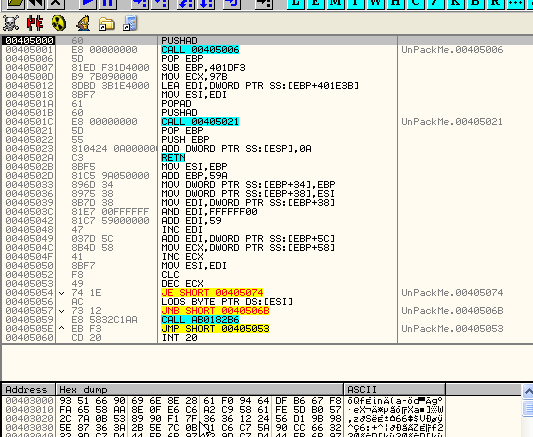 L E M T W H C / K B R ...
00405000 60 PUSHAD
00405001 E8 00000000 CALL 00405006 UnPackMe.00405006
00405006 5D POP EBP
00405007 81ED F31D4000 SUB EBP,401DF3
0040500D B9 7B090000 MOV ECX,97B
00405012 8DBD 3B1E4000 LEA EDI,DWORD PTR SS:[EBP+401E3B]
00405018 8BF7 MOV ESI,EDI
0040501A 61 POPAD
0040501B 60 PUSHAD
0040501C E8 00000000 CALL 00405021 UnPackMe.00405021
00405021 5D POP EBP
00405022 55 PUSH EBP
00405023 810424 0A000000 ADD DWORD PTR SS:[ESP],0A
0040502A C3 RETN
0040502B 8BF5 MOV ESI,EBP
0040502D 81C5 9A050000 ADD EBP,59A
00405033 896D 34 MOV DWORD PTR SS:[EBP+34],EBP
00405036 8975 38 MOV DWORD PTR SS:[EBP+38],ESI
00405039 8B7D 38 MOV EDI,DWORD PTR SS:[EBP+38]
0040503C 81E7 00FFFFFF AND EDI,FFFFFF00
00405042 81C7 59000000 ADD EDI,59
00405048 47 INC EDI
00405049 037D 5C ADD EDI,DWORD PTR SS:[EBP+5C]
0040504C 8B4D 58 MOV ECX,DWORD PTR SS:[EBP+58]
0040504F 41 INC ECX
00405050 8BF7 MOV ESI,EDI
00405052 F8 CLC
00405053 49 DEC ECX
00405054 74 1E JE SHORT 00405074 UnPackMe.00405074
00405056 AC LODS BYTE PTR DS:[ESI]
00405057 73 12 JNB SHORT 0040506B UnPackMe.0040506B
00405059 E8 5832C1AA CALL AB0182B6
0040505E EB F3 JMP SHORT 00405053 UnPackMe.00405053
00405060 CD 20 INT 20
Address Hex dump ASCII
00403000 93 51 66 90 69 6E 8E 28 61 F0 94 64 DF B6 67 F8
00403010 FA 65 58 AA 8E 0F E6 C6 A2 C9 58 61 FE 5D B0 57
00403020 7A 2C BD 53 89 90 F1 7F 36 36 12 24 56 D1 9B 98
00403030 5E 87 36 3A 2B 5E 7C 0B C6 C7 5A 90 CC 66 32